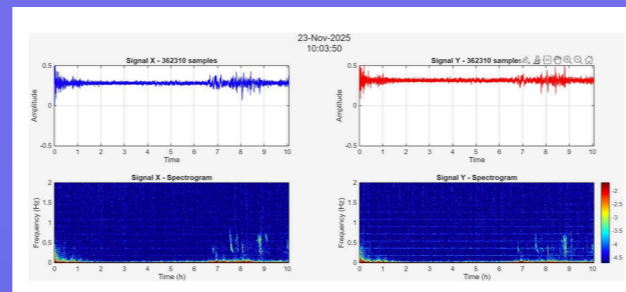 23-Nov-2025
10:03:50
Signal X - 362310 samples
Signal Y - 362310 samples
0.5
0
-0.5
Amplitude
0 1 2 3 4 5 6 7 8 9 10
Time
0.5
0
-0.5
Amplitude
0 1 2 3 4 5 6 7 8 9 10
Time
Signal X - Spectrogram
Signal Y - Spectrogram
2
1.5
1
0.5
0
Frequency (Hz)
0 1 2 3 4 5 6 7 8 9 10
Time (h)
2
1.5
1
0.5
0
Frequency (Hz)
0 1 2 3 4 5 6 7 8 9 10
Time (h)
-2
-2.5
-3
-3.5
-4
-4.5